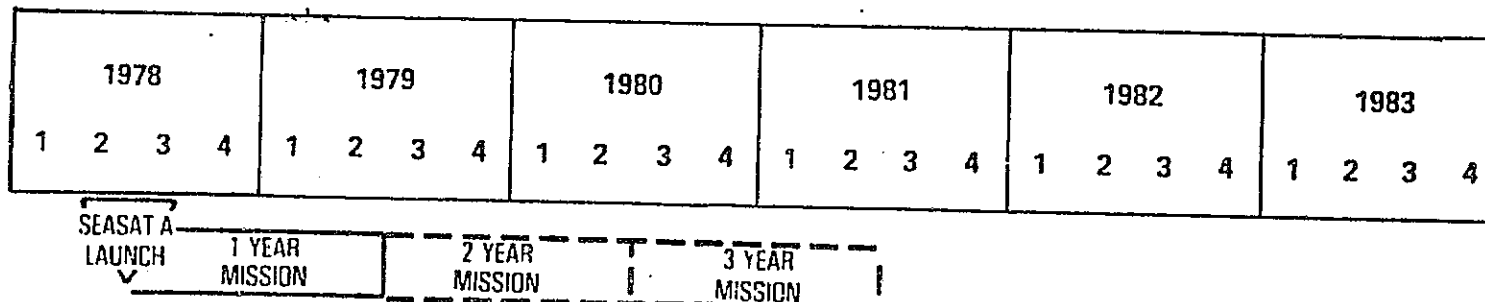 1978 1979 1980 1981 1982 1983
1 2 3 4 1 2 3 4 1 2 3 4 1 2 3 4 1 2 3 4 1 2 3 4
SEASAT A
LAUNCH
1 YEAR
MISSION
2 YEAR
MISSION
3 YEAR
MISSION